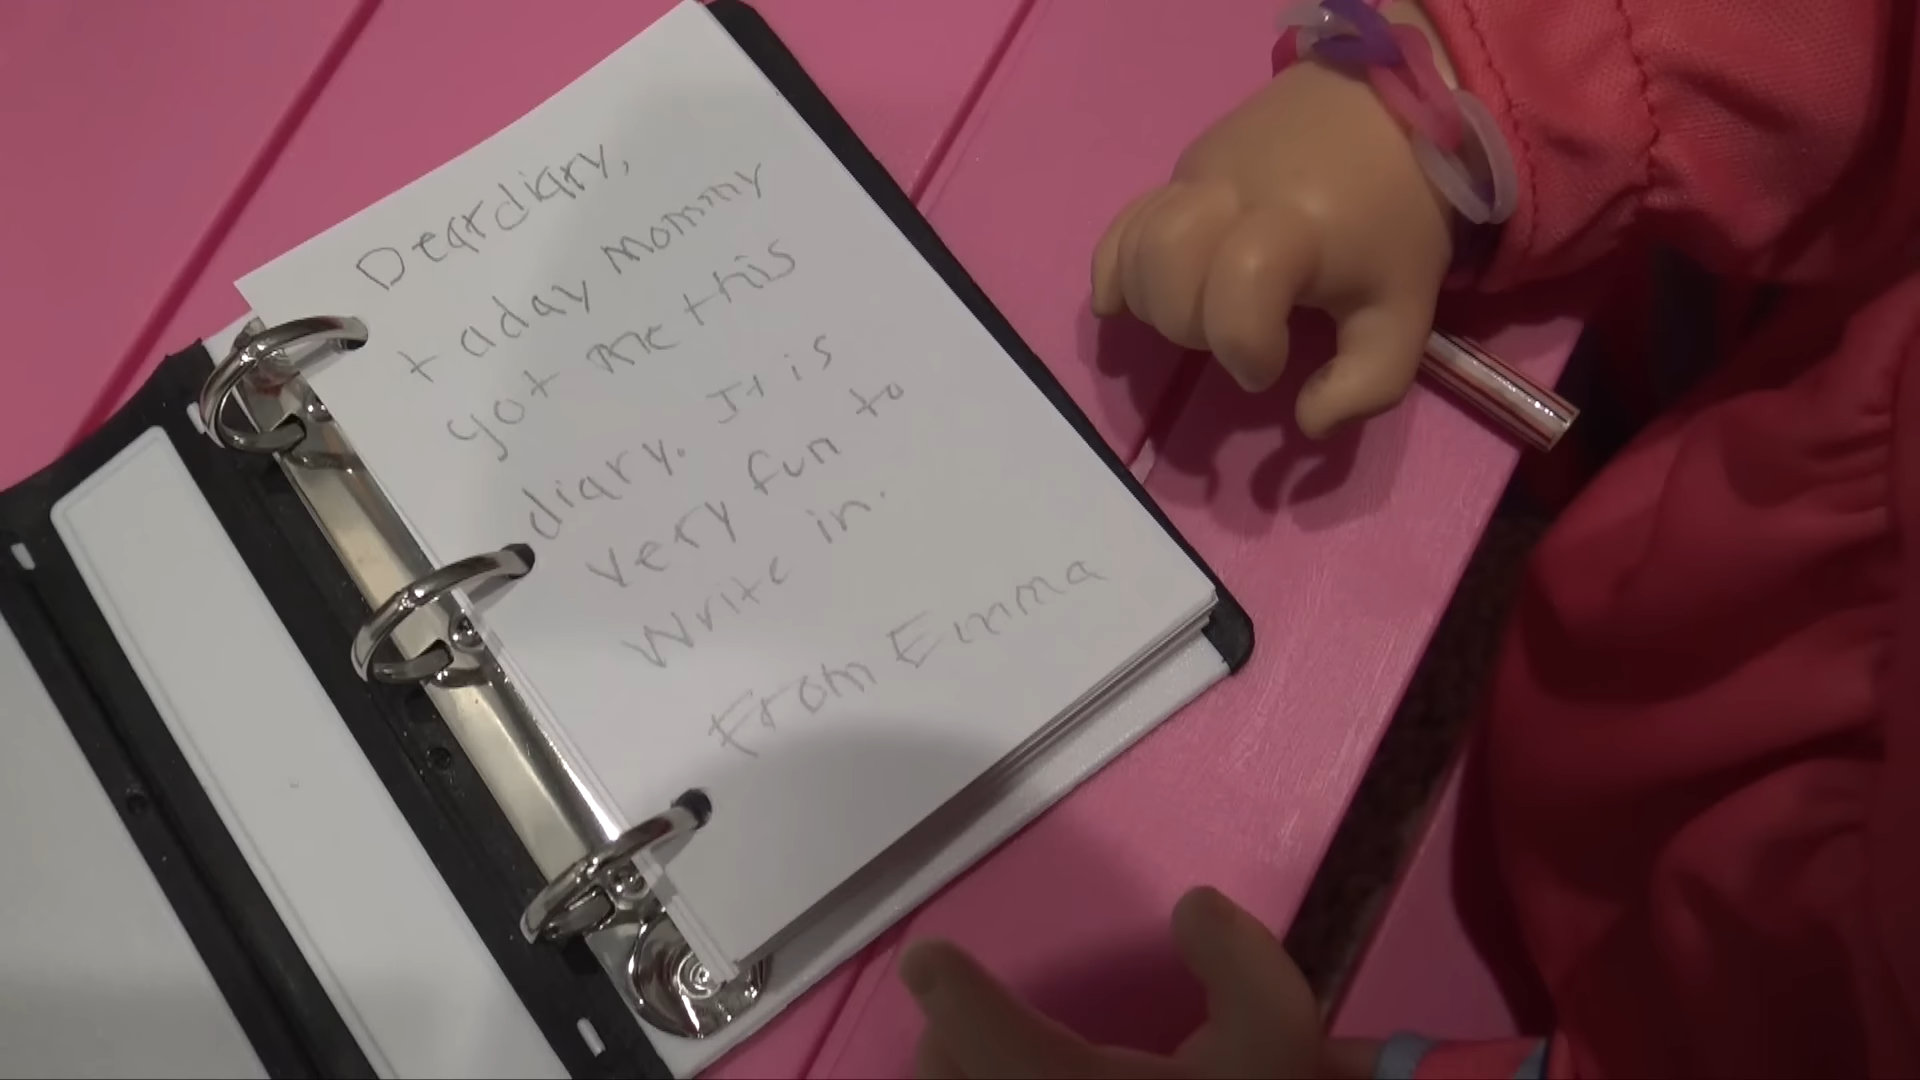 Dear diary,
taday mommy
got me this
diary. It is
very fun to
write in.
From Emma